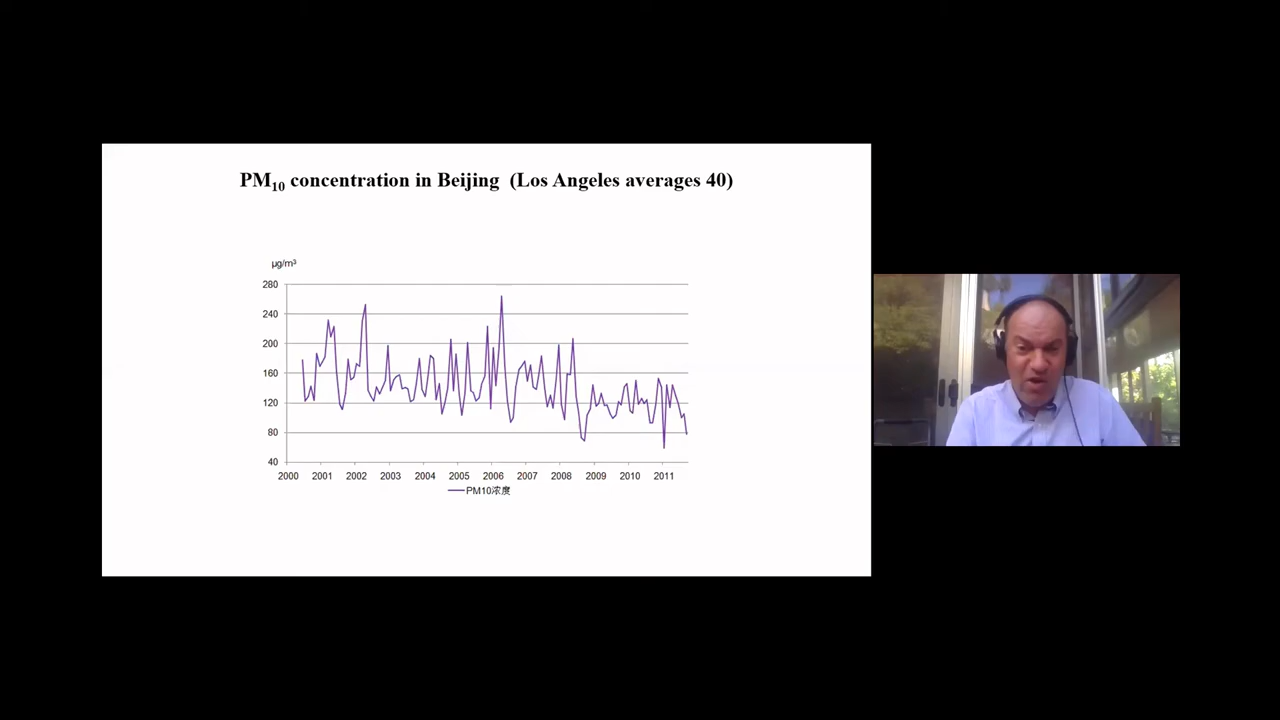 PM10 concentration in Beijing (Los Angeles averages 40)
µg/m³
280
240
200
160
120
80
40
2000 2001 2002 2003 2004 2005 2006 2007 2008 2009 2010 2011
PM10浓度